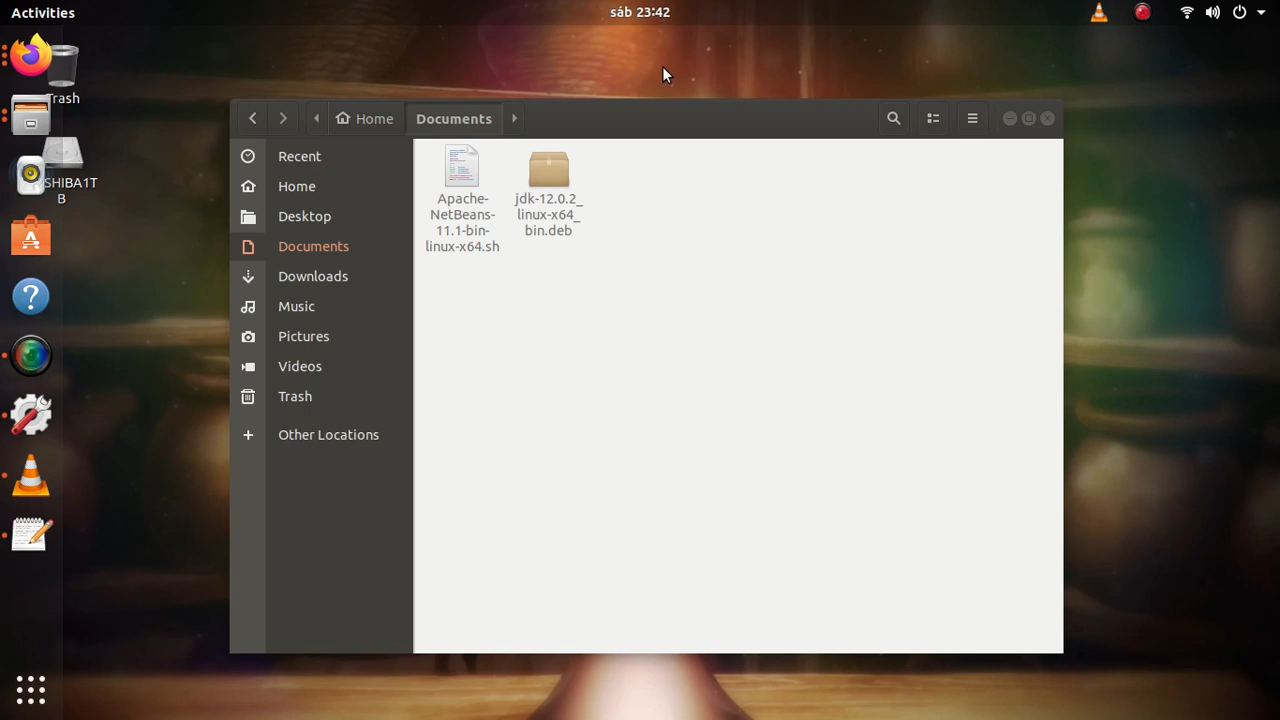 Activities
sáb 23:42
Trash
SHIBA1T
B
Home
Documents
Recent
Home
Desktop
Documents
Downloads
Music
Pictures
Videos
Trash
Other Locations
Apache-
NetBeans-
11.1-bin-
linux-x64.sh
jdk-12.0.2_
linux-x64_
bin.deb